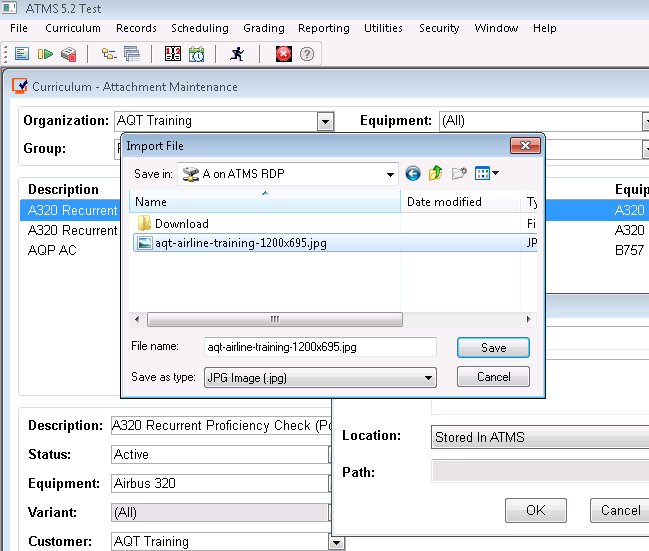 ATMS 5.2 Test
File Curriculum Records Scheduling Grading Reporting Utilities Security Window Help
Curriculum - Attachment Maintenance
Organization: AQT Training Equipment: (All)
Group:
Import File
Save in: A on ATMS RDP
Name Date modified Ty
Download Fi
aqt-airline-training-1200x695.jpg JP
File name: aqt-airline-training-1200x695.jpg Save
Save as type: JPG Image (.jpg) Cancel
Description Equip
A320 Recurrent A320
A320 Recurrent A320
AQP AC B757
Description: A320 Recurrent Proficiency Check (Po
Status: Active
Equipment: Airbus 320
Variant: (All)
Customer: AQT Training
Location: Stored In ATMS
Path:
OK Cancel